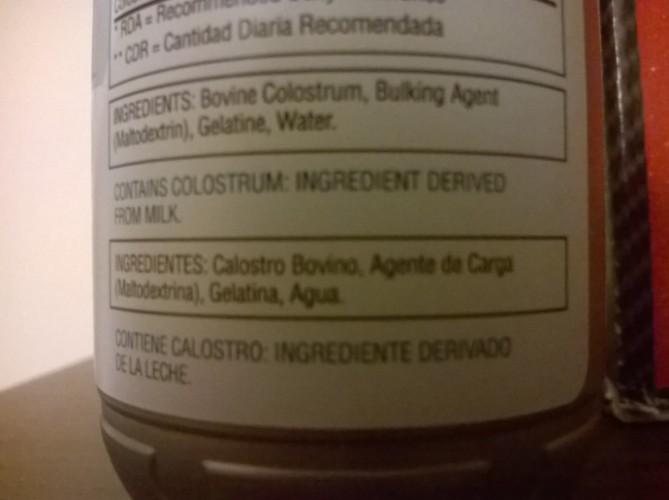 * RDA = Recommended
** CDR = Cantidad Diaria Recomendada
INGREDIENTS: Bovine Colostrum, Bulking Agent
(Maltodextrin), Gelatine, Water.
CONTAINS COLOSTRUM: INGREDIENT DERIVED
FROM MILK.
INGREDIENTES: Calostro Bovino, Agente de Carga
(Maltodextrina), Gelatina, Agua.
CONTIENE CALOSTRO: INGREDIENTE DERIVADO
DE LA LECHE.